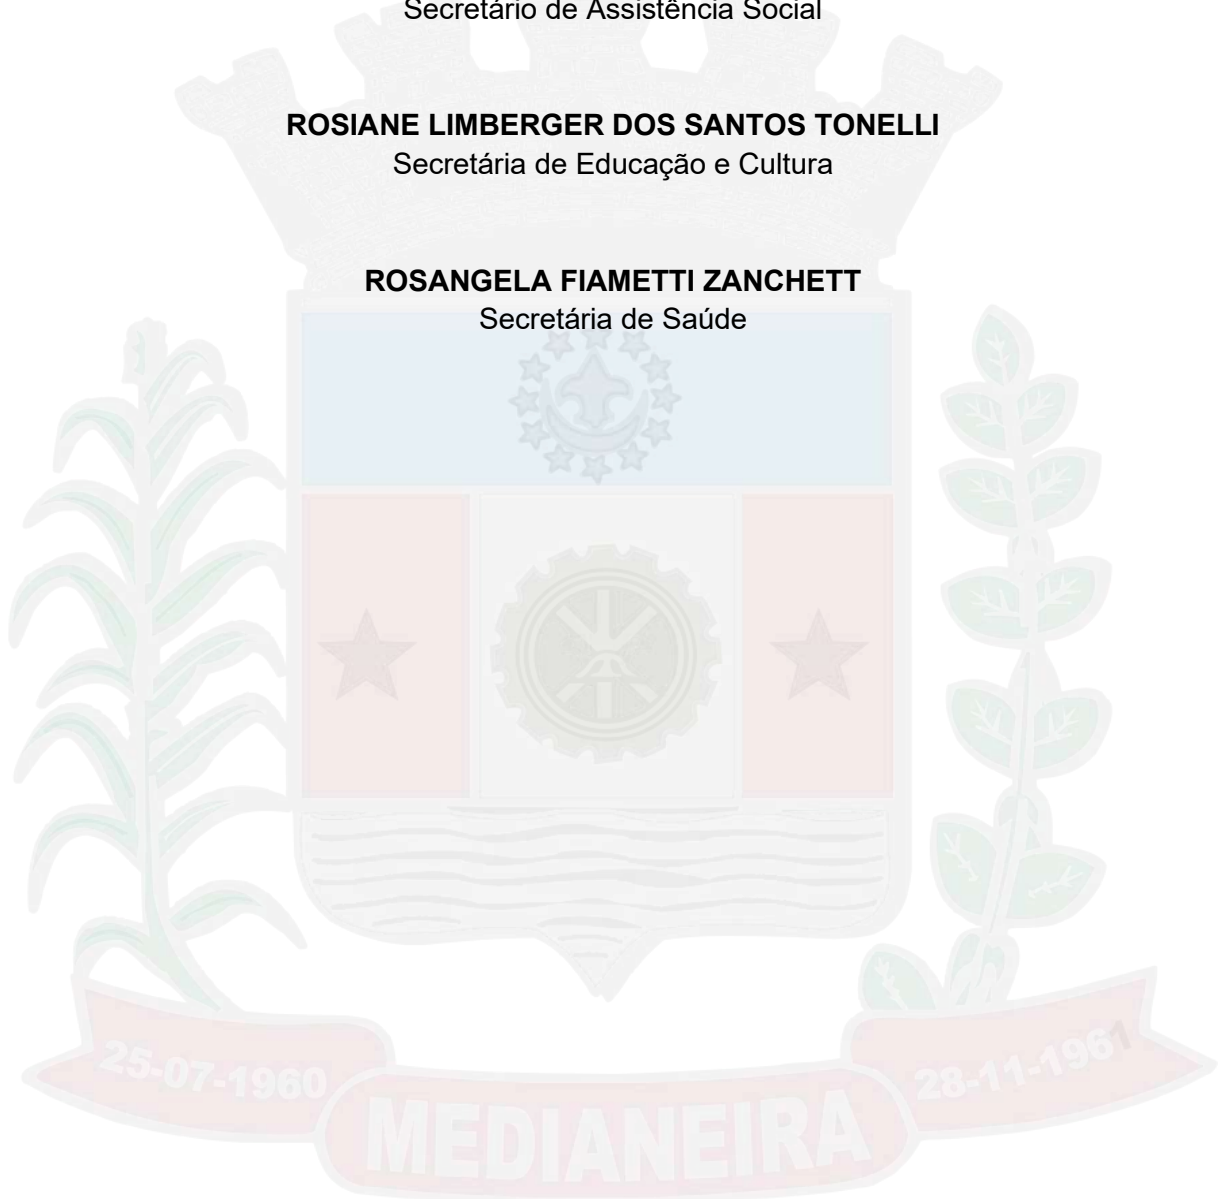 Secretário de Assistência Social
ROSIANE LIMBERGER DOS SANTOS TONELLI
Secretária de Educação e Cultura
ROSANGELA FIAMETTI ZANCHETT
Secretária de Saúde
25-07-1960
28-11-1961
MEDIANEIRA